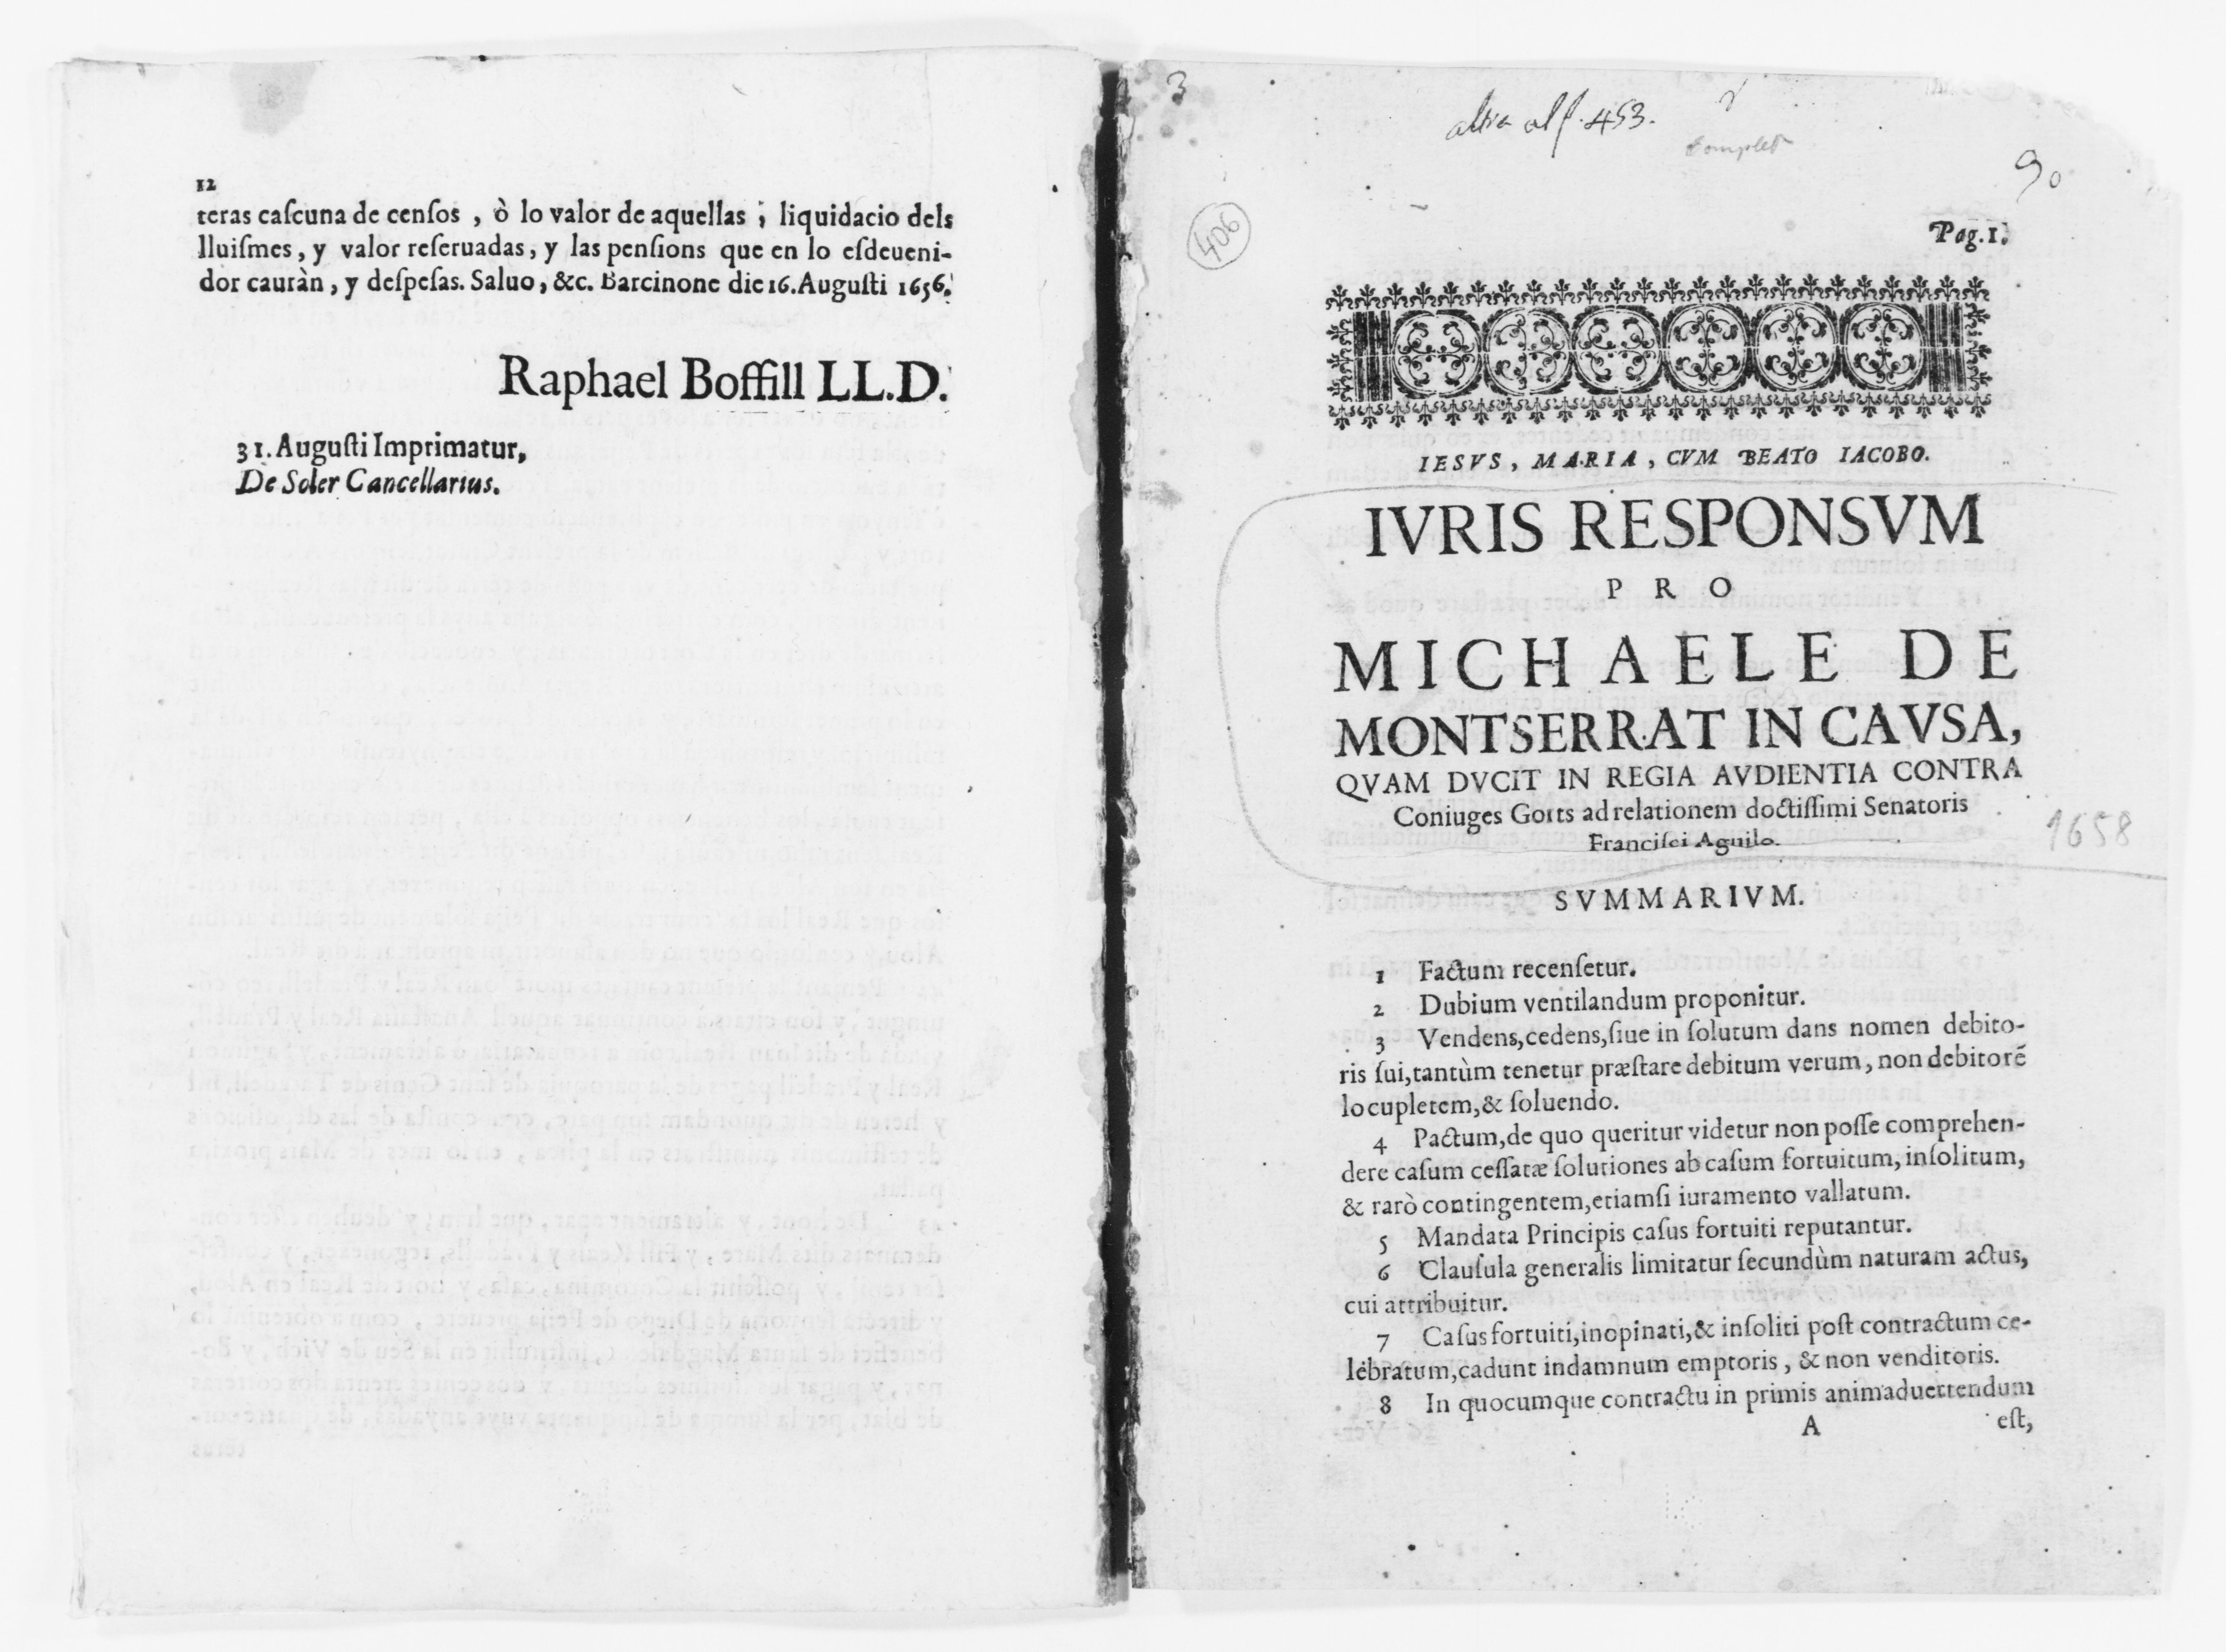 12
teras caſcuna de cenſos, ò lo valor de aquellas; liquidacio dels
lluiſmes, y valor reſeruadas, y las penſions que en lo eſdeueni-
dor cauràn, y deſpeſas. Saluo, &c. Barcinone die 16. Auguſti 1656.
Raphael Boffill LL.D.
31. Auguſti Imprimatur,
De Soler Cancellarius.
3
al f. 453.
complet
90
406
Pag. 1.
IESVS, MARIA, CVM BEATO IACOBO.
IVRIS RESPONSVM
PRO
MICHAELE DE
MONTSERRAT IN CAVSA,
QVAM DVCIT IN REGIA AVDIENTIA CONTRA
Coniuges Gorts ad relationem doctiſſimi Senatoris
Franciſci Aguilo.
1658
SVMMARIVM.
1 Factum recenſetur.
2 Dubium ventilandum proponitur.
3 Vendens, cedens, ſiue in ſolutum dans nomen debito-
ris ſui, tantùm tenetur præſtare debitum verum, non debitorē
locupletem, & ſoluendo.
4 Pactum, de quo queritur videtur non poſſe comprehen-
dere caſum ceſſatæ ſolutiones ab caſum fortuitum, inſolitum,
& rarò contingentem, etiamſi iuramento vallatum.
5 Mandata Principis caſus fortuiti reputantur.
6 Clauſula generalis limitatur ſecundùm naturam actus,
cui attribuitur.
7 Caſus fortuiti, inopinati, & inſoliti poſt contractum ce-
lebratum, cadunt in damnum emptoris, & non venditoris.
8 In quocumque contractu in primis animaduertendum
A est,